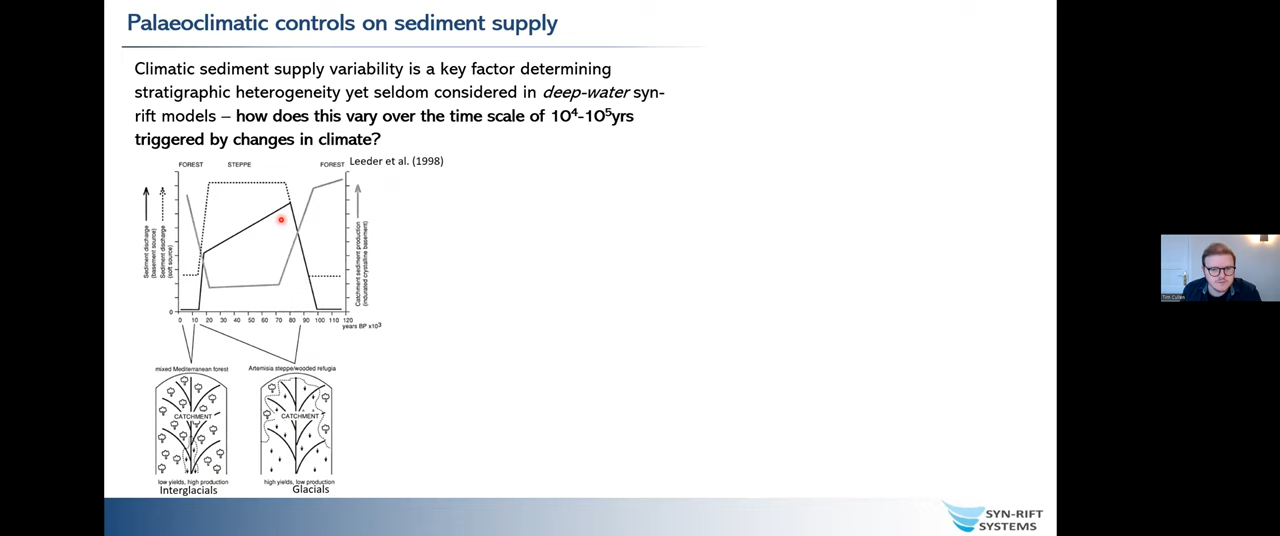 Palaeoclimatic controls on sediment supply
Climatic sediment supply variability is a key factor determining
stratigraphic heterogeneity yet seldom considered in deep-water syn-
rift models – how does this vary over the time scale of 10⁴-10⁵yrs
triggered by changes in climate?
Leeder et al. (1998)
FOREST STEPPE FOREST
Sediment discharge
(basement source)
Sediment discharge
(soft source)
Catchment sediment production
(indurated crystalline basement)
0
0 10 20 30 40 50 60 70 80 90 100 110 120
years BP x10³
mixed Mediterranean forest
Artemisia steppe/wooded refugia
CATCHMENT
CATCHMENT
low yields, high production
high yields, low production
Interglacials
Glacials
Tim Cullen
SYN-RIFT
SYSTEMS